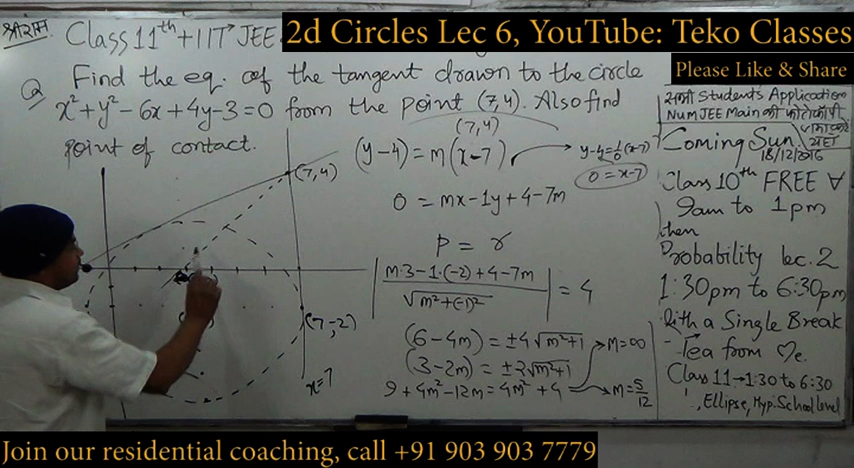 श्रीराम
Class 11th + IIT JEE
2d Circles Lec 6, YouTube: Teko Classes
Please Like & Share
Q Find the eq. of the tangent drawn to the circle
x²+y²-6x+4y-3=0 from the point (7,4). Also find
point of contact.
(7,4)
(y-4)=m(x-7)
y-4=1/0(x-7)
0=x-7
0=mx-1y+4-7m
p=r
|m·3-1·(-2)+4-7m / √m²+(-1)²| = 4
(6-4m)=±4√m²+1
m=∞
(3-2m)=±2√m²+1
9+4m²-12m=4m²+4
m=5/12
(7,4)
(7,-2)
x=7
सभी Students Application
Num JEE Main की फोटोकॉपी
Coming Sun.
18/12/2016
Class 10th FREE ∀
9am to 1pm
then
Probability lec. 2
1:30pm to 6:30pm
With a Single Break
- Tea from Me.
Class 11→1:30 to 6:30
, Ellipse, Hyp: School level
Join our residential coaching, call +91 903 903 7779